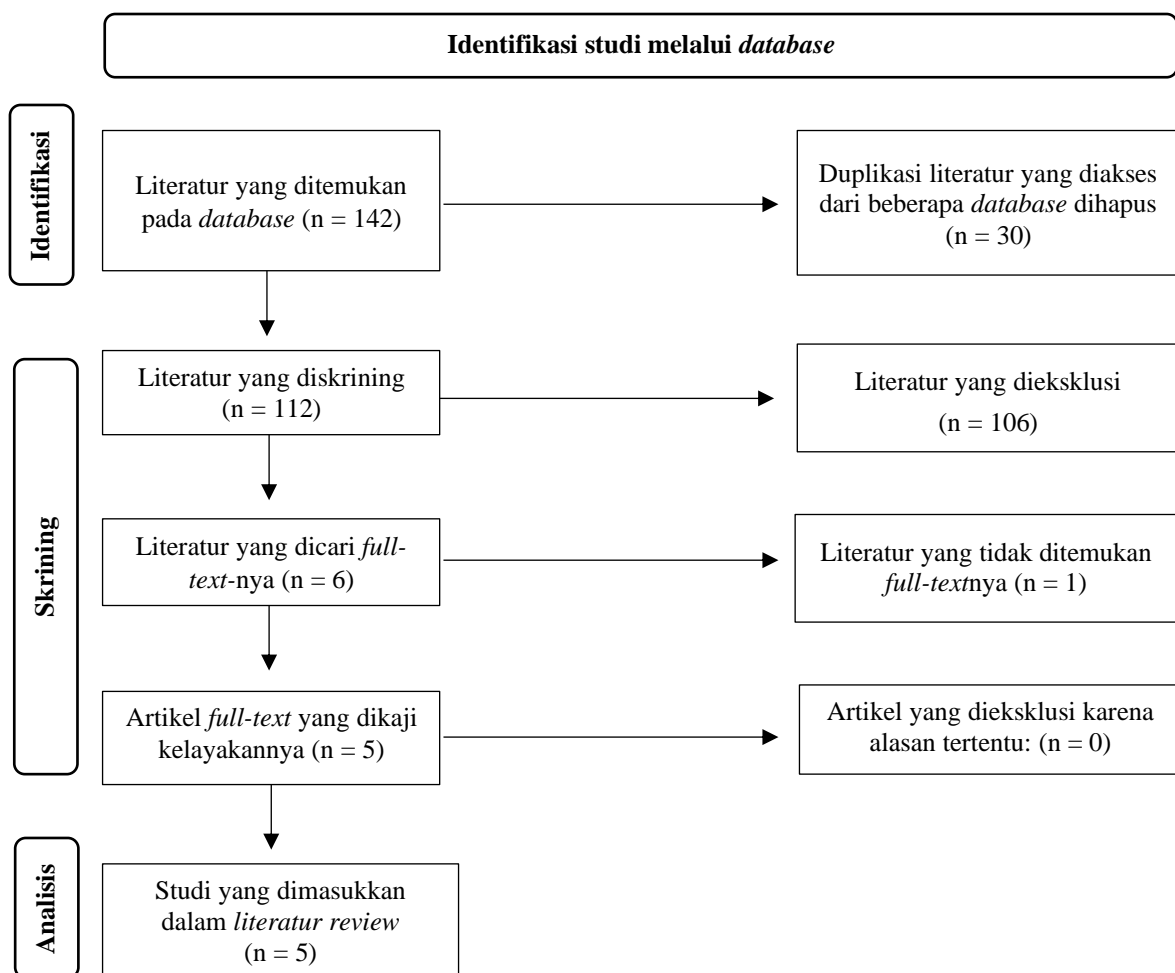 Identifikasi studi melalui database
Identifikasi
Literatur yang ditemukan
pada database (n = 142)
Duplikasi literatur yang diakses
dari beberapa database dihapus
(n = 30)
Skrining
Literatur yang diskrining
(n = 112)
Literatur yang dieksklusi
(n = 106)
Literatur yang dicari full-
text-nya (n = 6)
Literatur yang tidak ditemukan
full-textnya (n = 1)
Artikel full-text yang dikaji
kelayakannya (n = 5)
Artikel yang dieksklusi karena
alasan tertentu: (n = 0)
Analisis
Studi yang dimasukkan
dalam literatur review
(n = 5)